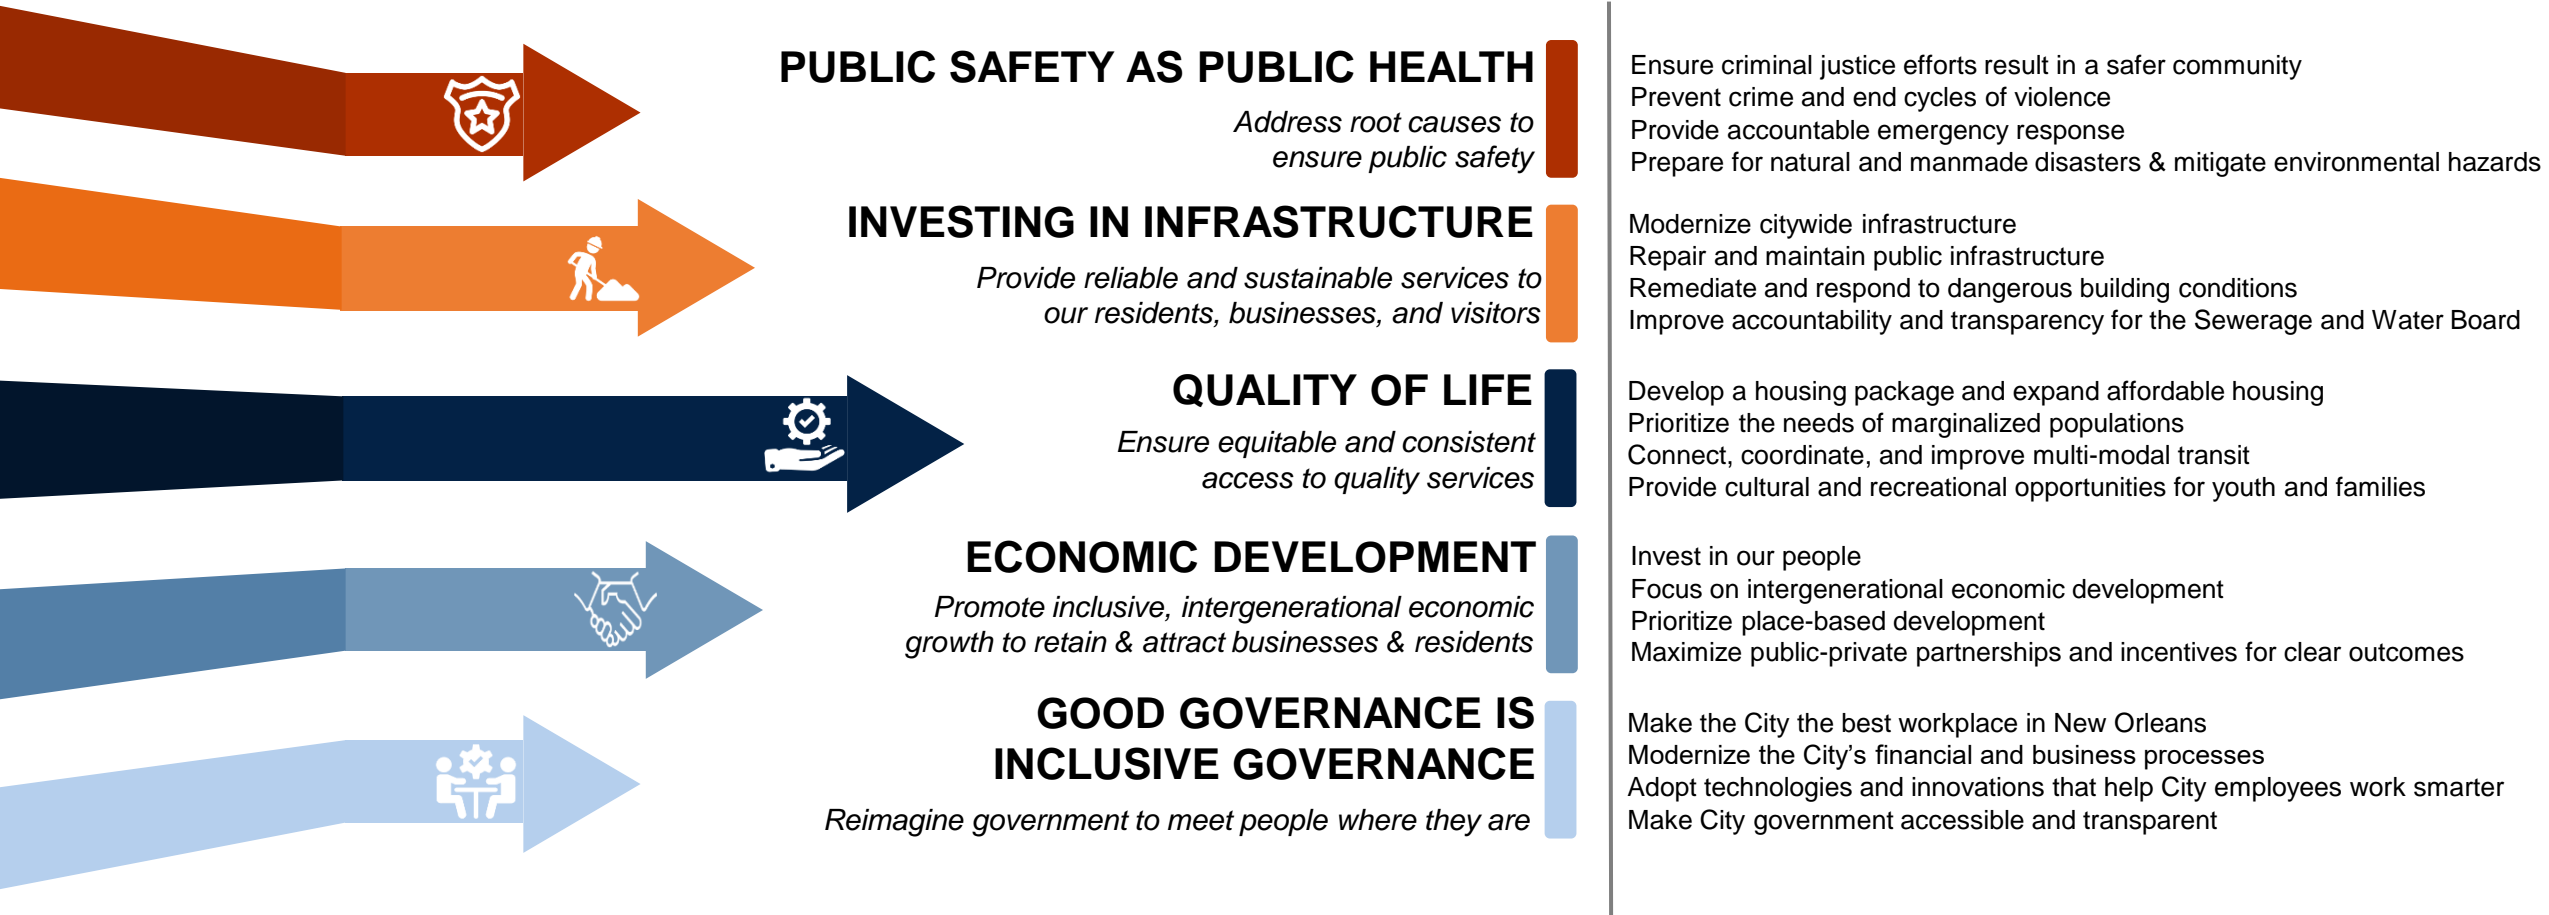 PUBLIC SAFETY AS PUBLIC HEALTH
Address root causes to
ensure public safety
Ensure criminal justice efforts result in a safer community
Prevent crime and end cycles of violence
Provide accountable emergency response
Prepare for natural and manmade disasters & mitigate environmental hazards
INVESTING IN INFRASTRUCTURE
Provide reliable and sustainable services to
our residents, businesses, and visitors
Modernize citywide infrastructure
Repair and maintain public infrastructure
Remediate and respond to dangerous building conditions
Improve accountability and transparency for the Sewerage and Water Board
QUALITY OF LIFE
Ensure equitable and consistent
access to quality services
Develop a housing package and expand affordable housing
Prioritize the needs of marginalized populations
Connect, coordinate, and improve multi-modal transit
Provide cultural and recreational opportunities for youth and families
ECONOMIC DEVELOPMENT
Promote inclusive, intergenerational economic
growth to retain & attract businesses & residents
Invest in our people
Focus on intergenerational economic development
Prioritize place-based development
Maximize public-private partnerships and incentives for clear outcomes
GOOD GOVERNANCE IS
INCLUSIVE GOVERNANCE
Reimagine government to meet people where they are
Make the City the best workplace in New Orleans
Modernize the City’s financial and business processes
Adopt technologies and innovations that help City employees work smarter
Make City government accessible and transparent